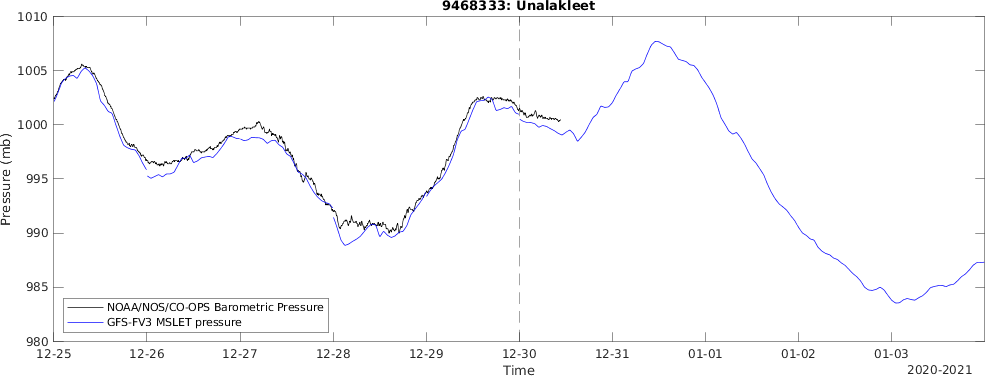 9468333: Unalakleet
1010
1005
1000
995
990
985
980
Pressure (mb)
NOAA/NOS/CO-OPS Barometric Pressure
GFS-FV3 MSLET pressure
12-25 12-26 12-27 12-28 12-29 12-30 12-31 01-01 01-02 01-03
Time
2020-2021